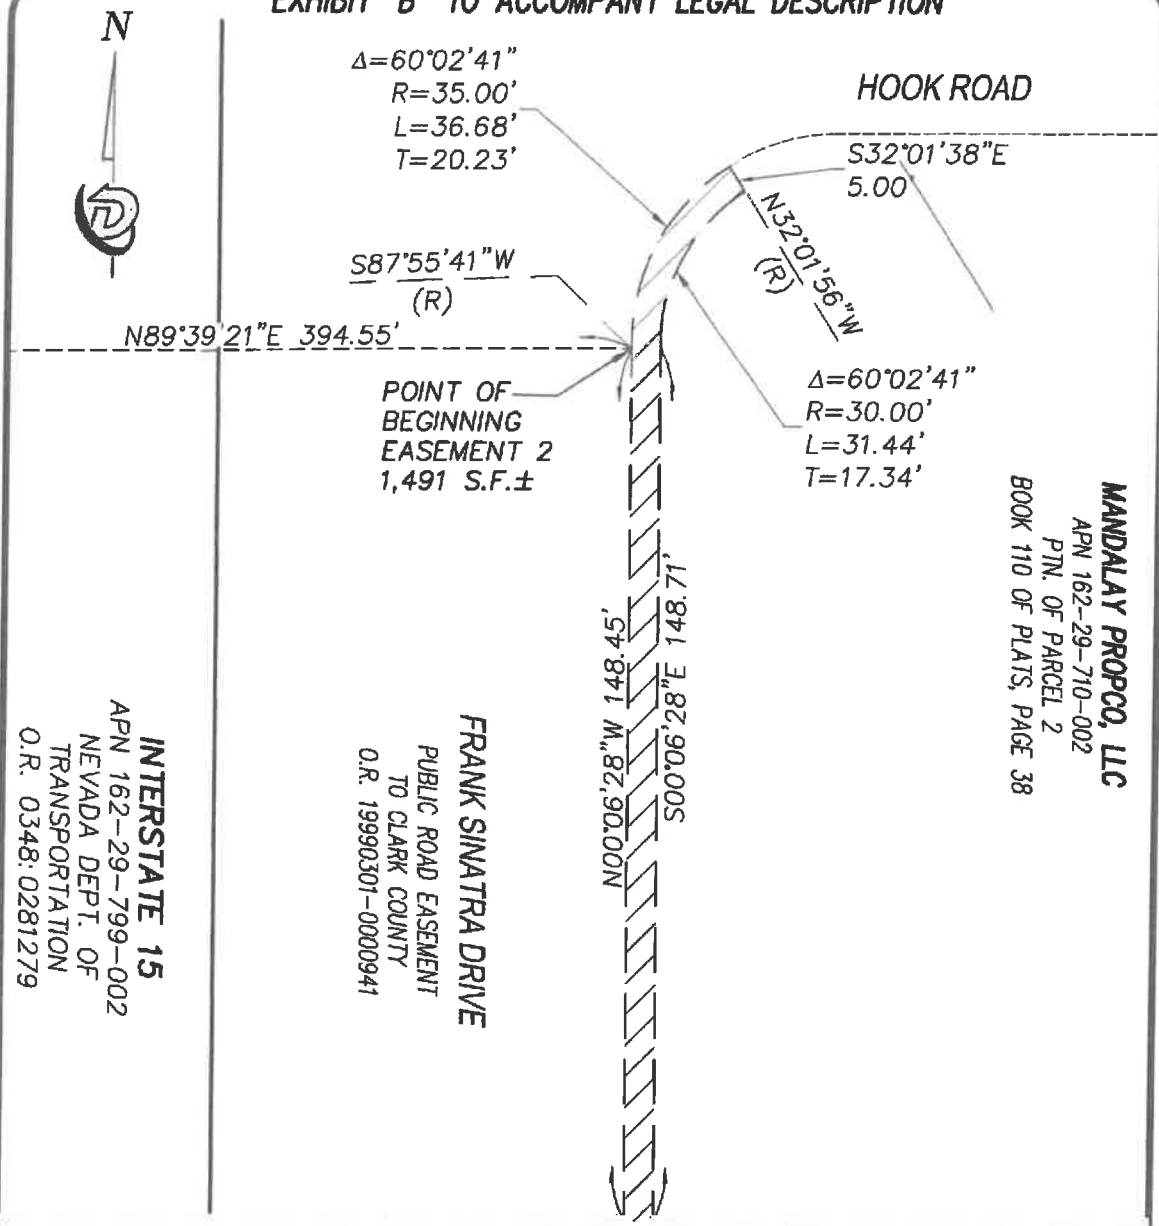 EXHIBIT "B" TO ACCOMPANY LEGAL DESCRIPTION
N
Δ=60°02'41"
R=35.00'
L=36.68'
T=20.23'
HOOK ROAD
S32°01'38"E
5.00
N32°01'56"W
(R)
S87°55'41"W
(R)
N89°39'21"E 394.55'
POINT OF
BEGINNING
EASEMENT 2
1,491 S.F.±
Δ=60°02'41"
R=30.00'
L=31.44'
T=17.34'
MANDALAY PROPCO, LLC
APN 162-29-710-002
PTN. OF PARCEL 2
BOOK 110 OF PLATS, PAGE 38
S00°06'28"E 148.71'
N00°06'28"W 148.45'
FRANK SINATRA DRIVE
PUBLIC ROAD EASEMENT
TO CLARK COUNTY
O.R. 19990301-0000941
INTERSTATE 15
APN 162-29-799-002
NEVADA DEPT. OF
TRANSPORTATION
O.R. 0348:0281279